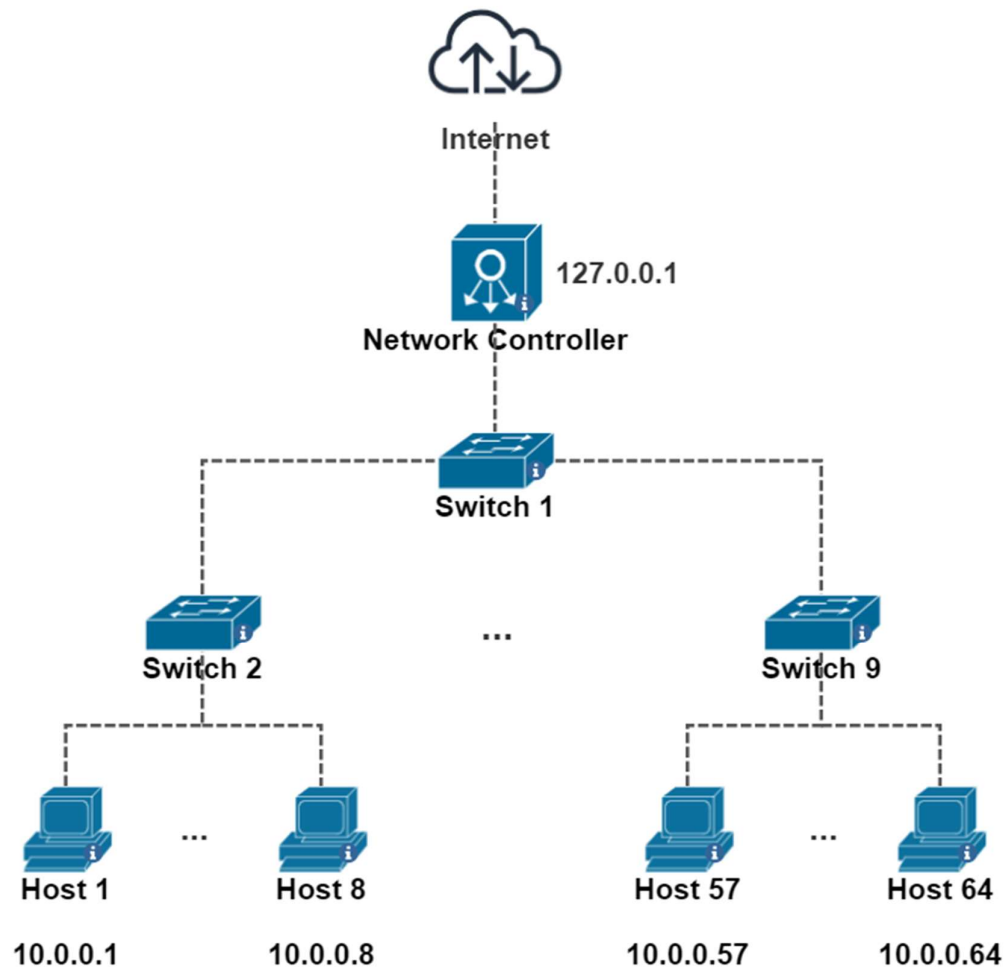 Internet
127.0.0.1
Network Controller
Switch 1
...
Switch 2
Switch 9
...
...
Host 1
Host 8
Host 57
Host 64
10.0.0.1
10.0.0.8
10.0.0.57
10.0.0.64